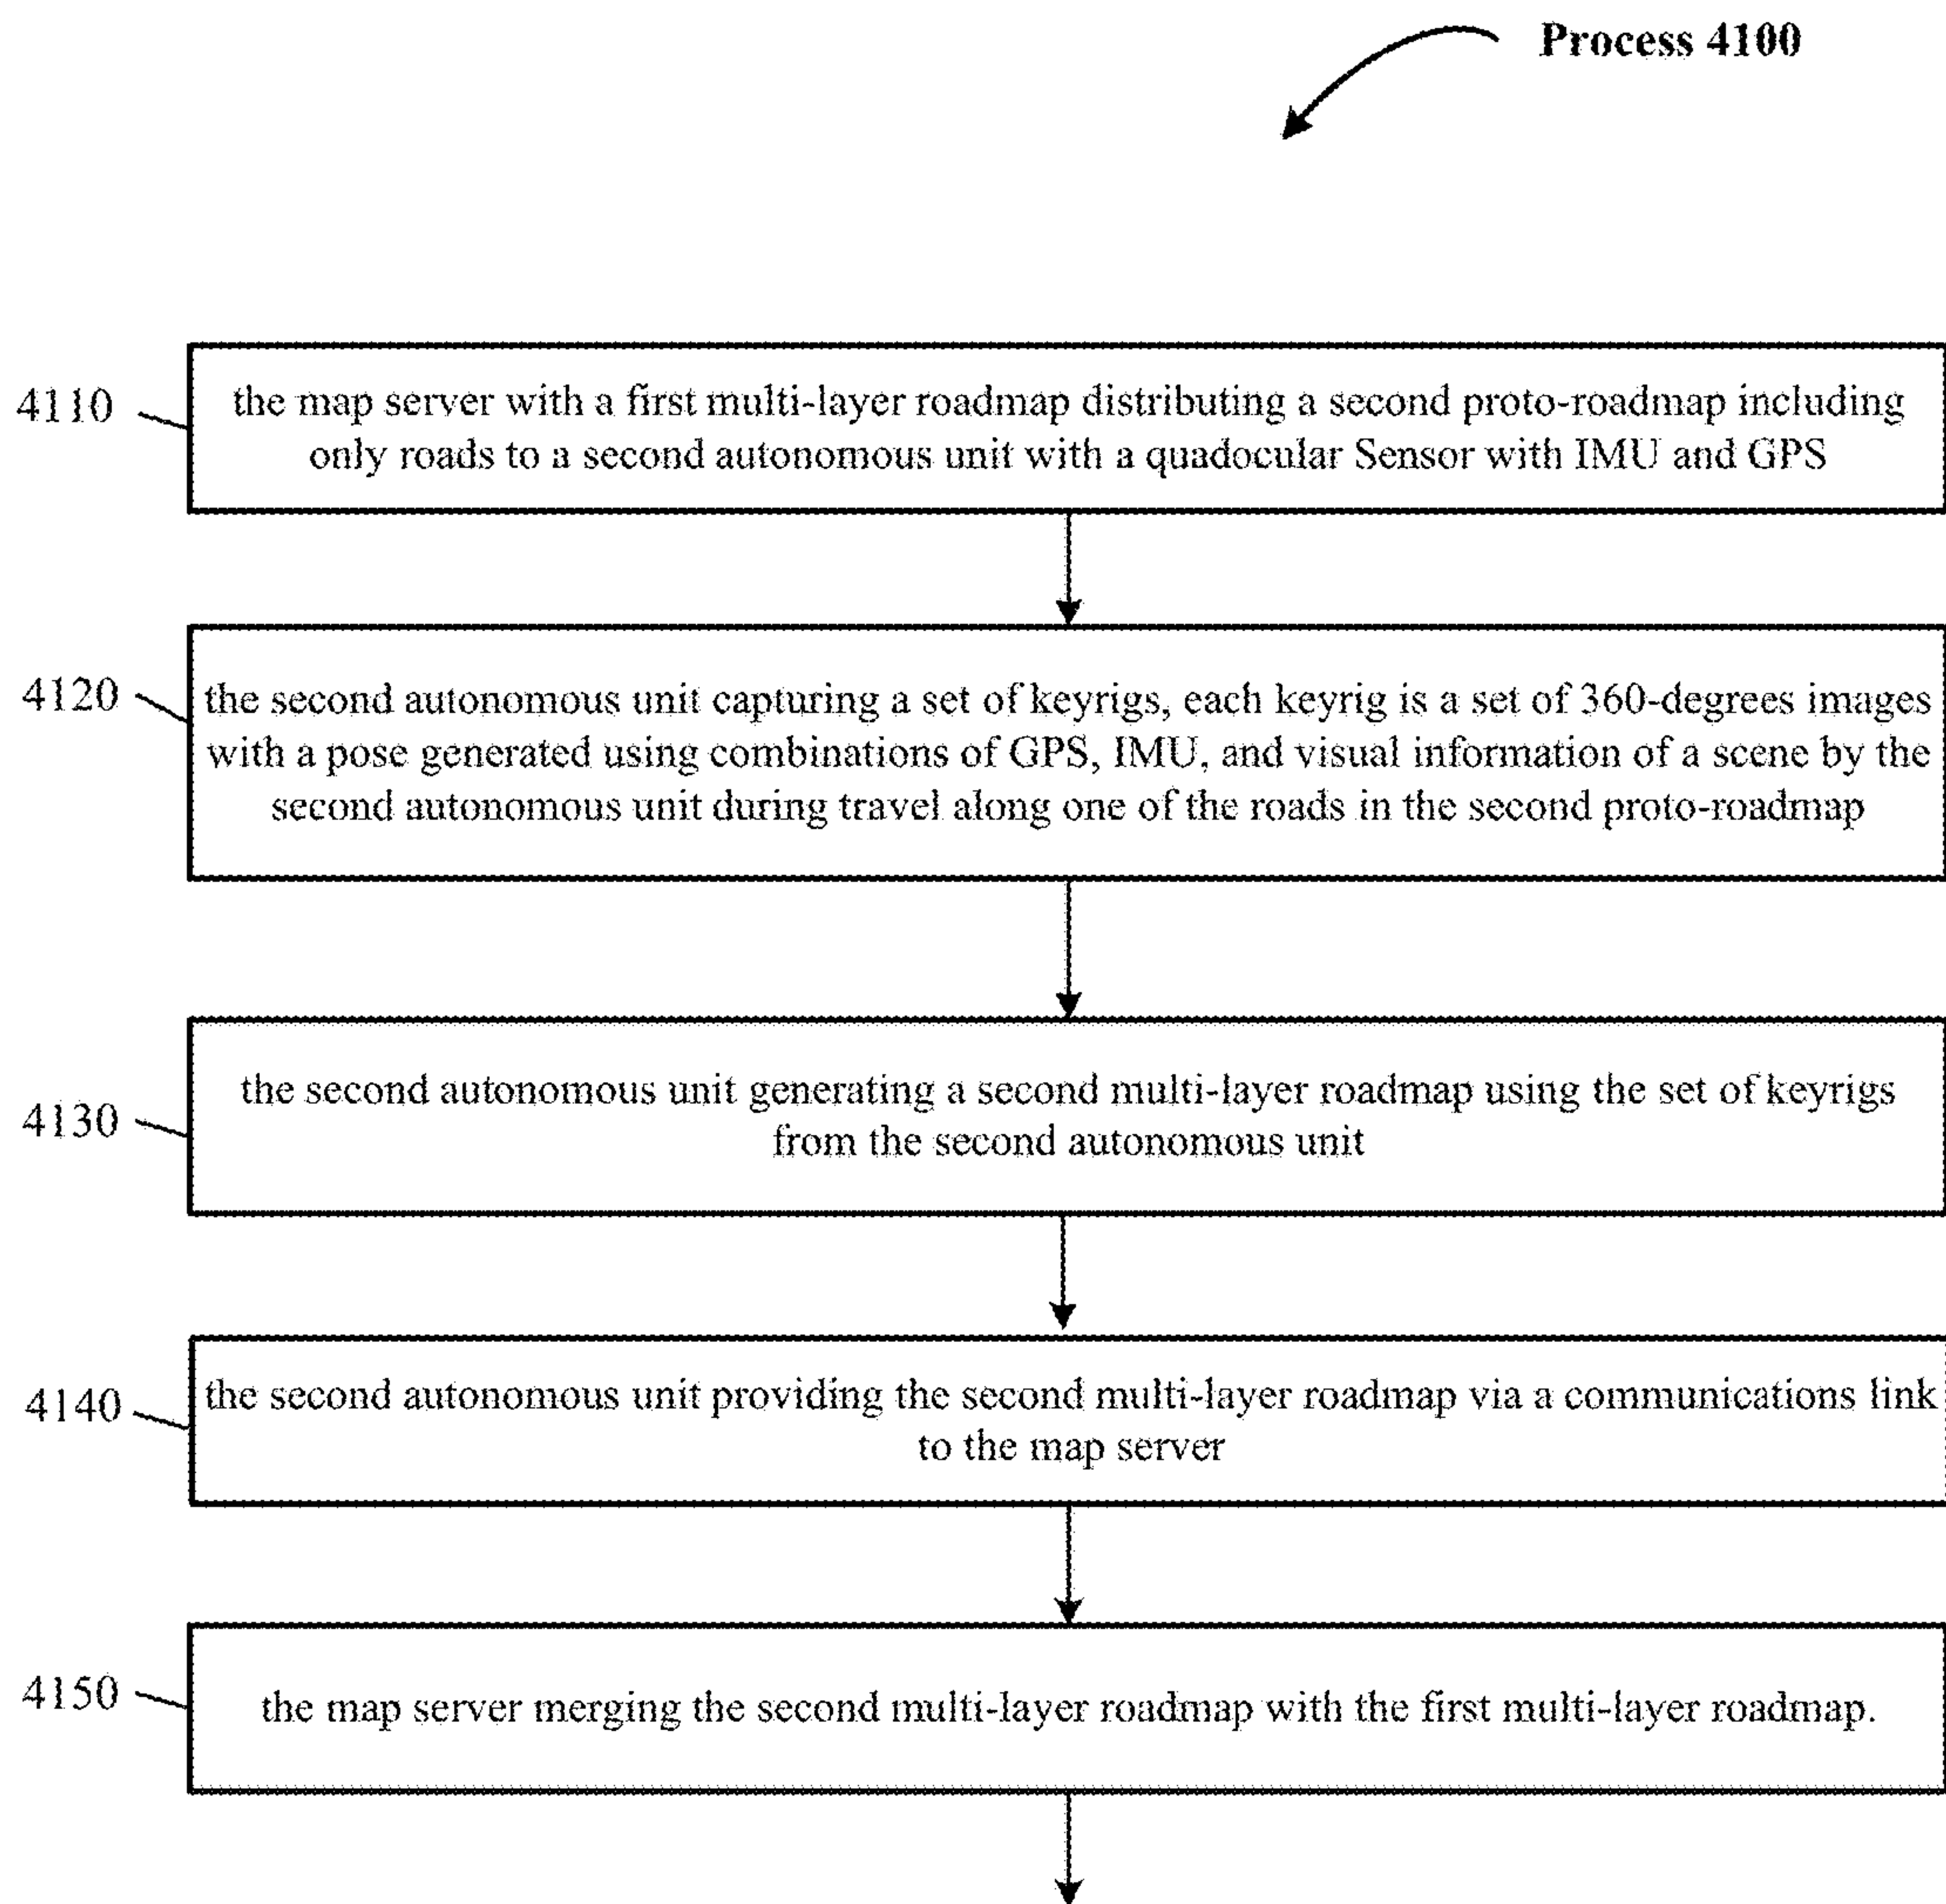 Process 4100
4110
the map server with a first multi-layer roadmap distributing a second proto-roadmap including
only roads to a second autonomous unit with a quadocular Sensor with IMU and GPS
4120
the second autonomous unit capturing a set of keyrigs, each keyrig is a set of 360-degrees images
with a pose generated using combinations of GPS, IMU, and visual information of a scene by the
second autonomous unit during travel along one of the roads in the second proto-roadmap
4130
the second autonomous unit generating a second multi-layer roadmap using the set of keyrigs
from the second autonomous unit
4140
the second autonomous unit providing the second multi-layer roadmap via a communications link
to the map server
4150
the map server merging the second multi-layer roadmap with the first multi-layer roadmap.